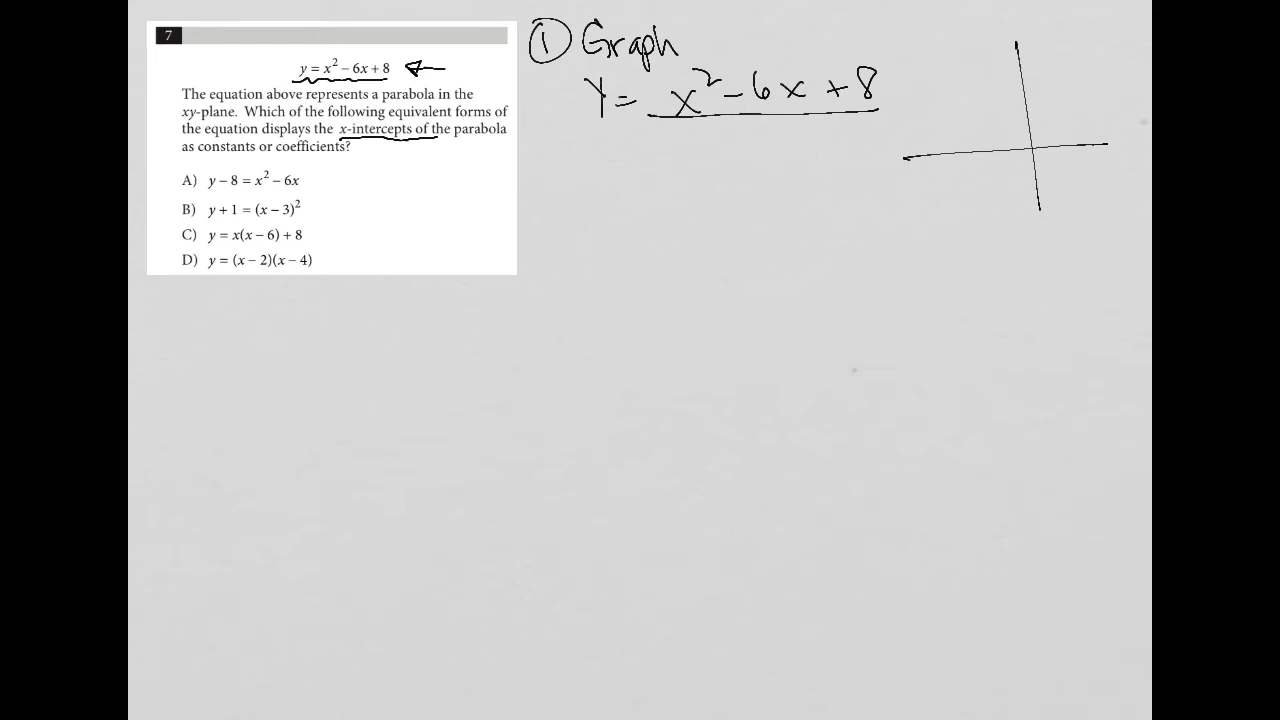 7
y = x² − 6x + 8
The equation above represents a parabola in the
xy-plane. Which of the following equivalent forms of
the equation displays the x-intercepts of the parabola
as constants or coefficients?
A) y − 8 = x² − 6x
B) y + 1 = (x − 3)²
C) y = x(x − 6) + 8
D) y = (x − 2)(x − 4)
① Graph
Y = x² − 6x + 8